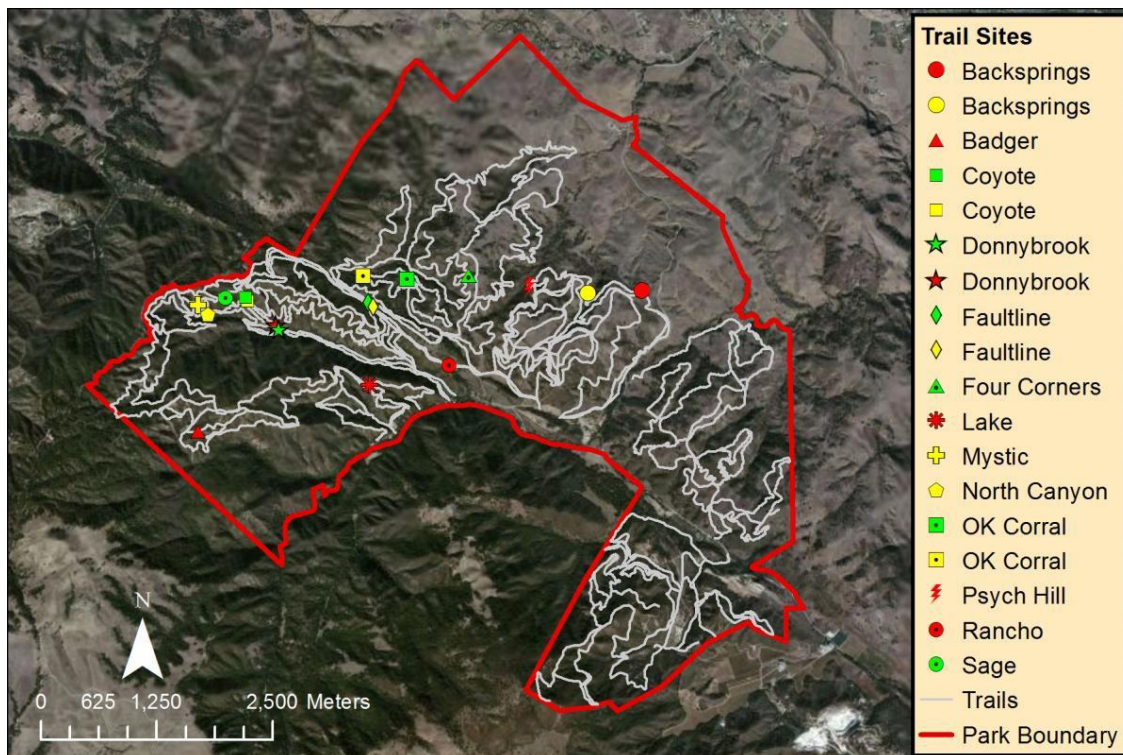 Trail Sites
Backsprings
Backsprings
Badger
Coyote
Coyote
Donnybrook
Donnybrook
Faultline
Faultline
Four Corners
Lake
Mystic
North Canyon
OK Corral
OK Corral
Psych Hill
Rancho
Sage
Trails
Park Boundary
N
0 625 1,250 2,500 Meters